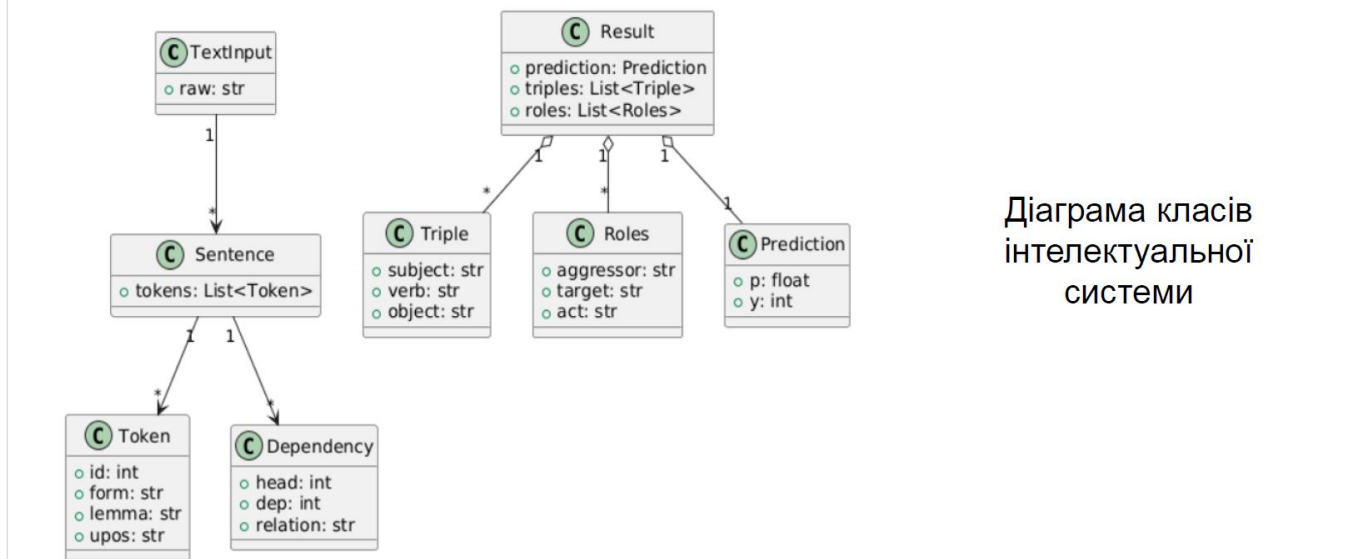 C TextInput
raw: str
1
*
C Sentence
tokens: List<Token>
1
1
*
*
C Token
id: int
form: str
lemma: str
upos: str
C Dependency
head: int
dep: int
relation: str
C Result
prediction: Prediction
triples: List<Triple>
roles: List<Roles>
1
1
1
*
*
1
C Triple
subject: str
verb: str
object: str
C Roles
aggressor: str
target: str
act: str
C Prediction
p: float
y: int
Діаграма класів
інтелектуальної
системи